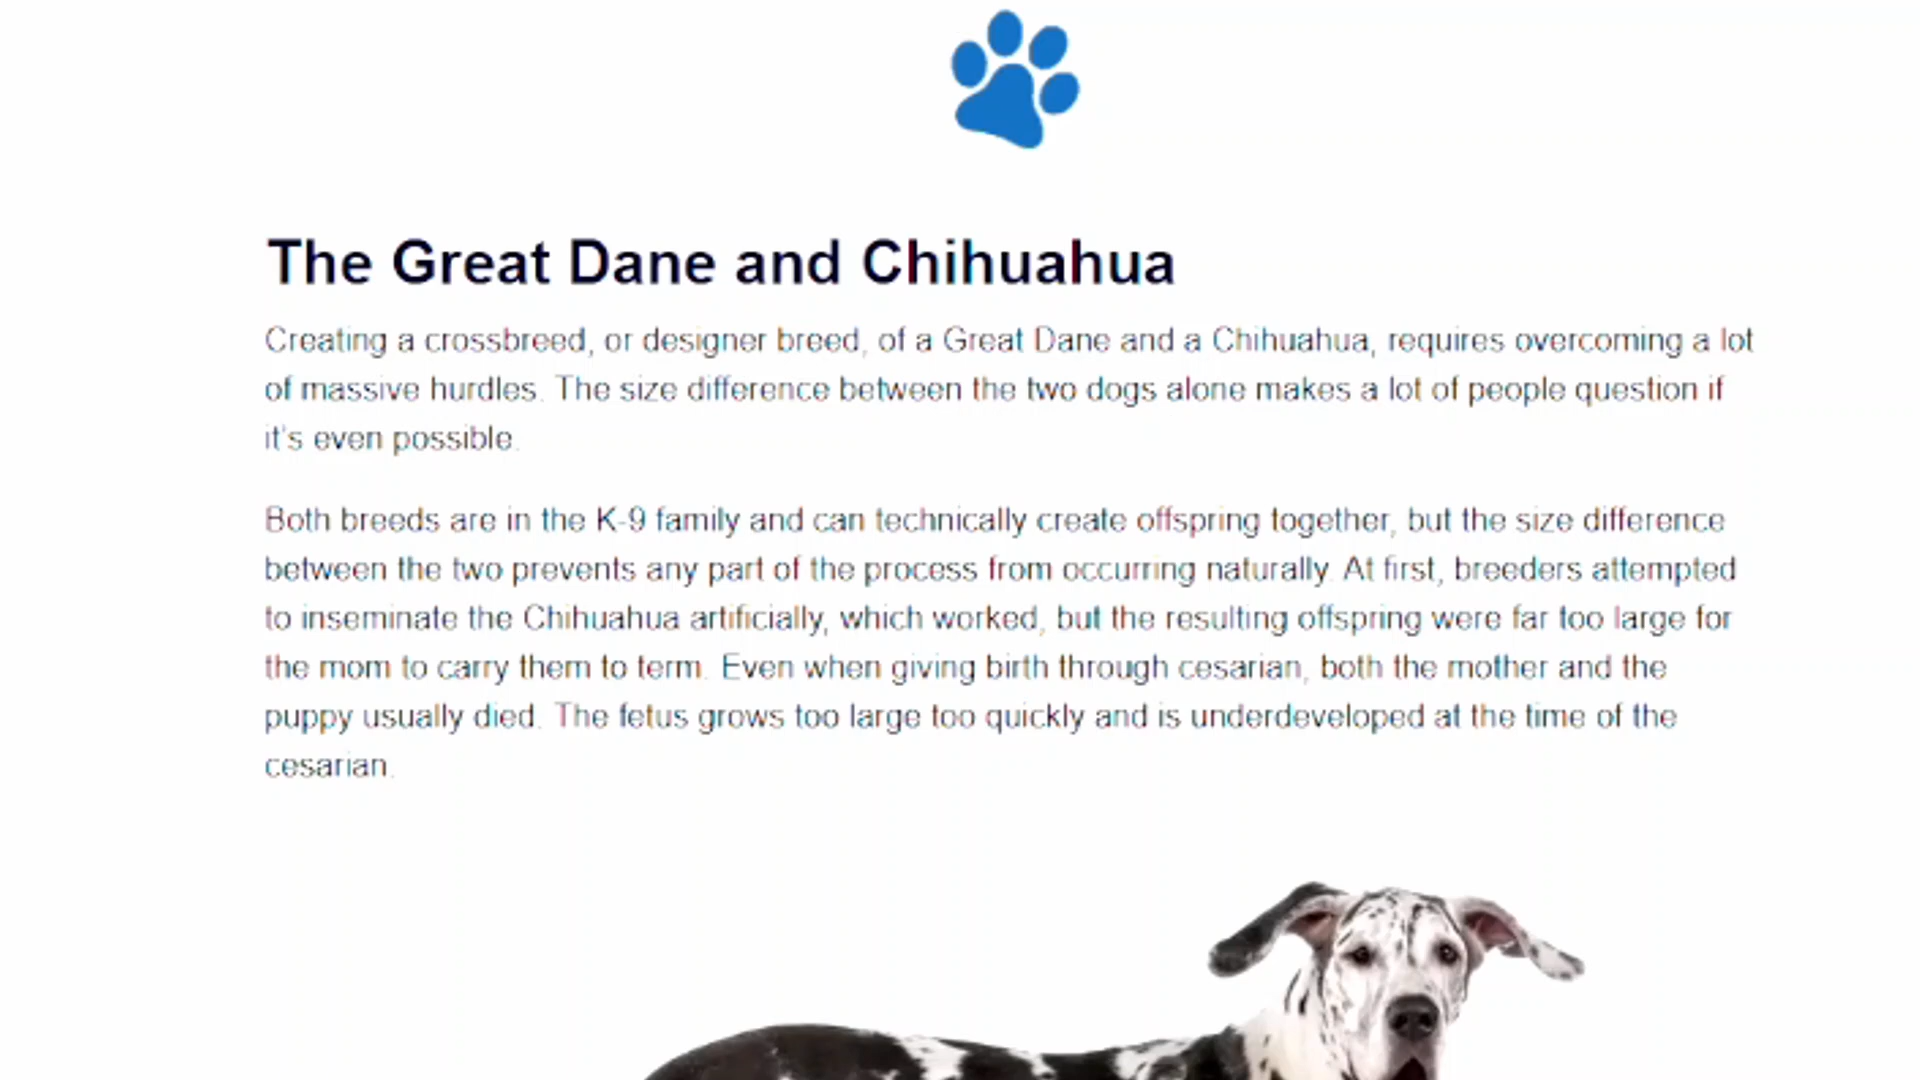 The Great Dane and Chihuahua
Creating a crossbreed, or designer breed, of a Great Dane and a Chihuahua, requires overcoming a lot
of massive hurdles. The size difference between the two dogs alone makes a lot of people question if
it's even possible.
Both breeds are in the K-9 family and can technically create offspring together, but the size difference
between the two prevents any part of the process from occurring naturally. At first, breeders attempted
to inseminate the Chihuahua artificially, which worked, but the resulting offspring were far too large for
the mom to carry them to term. Even when giving birth through cesarian, both the mother and the
puppy usually died. The fetus grows too large too quickly and is underdeveloped at the time of the
cesarian.